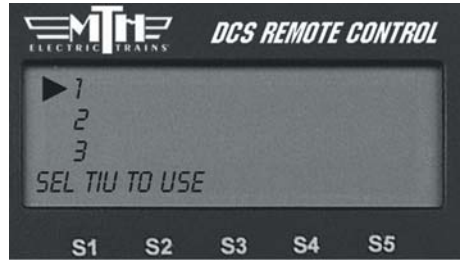 MTH
ELECTRIC TRAINS
DCS REMOTE CONTROL
1
2
3
SEL TIU TO USE
S1 S2 S3 S4 S5